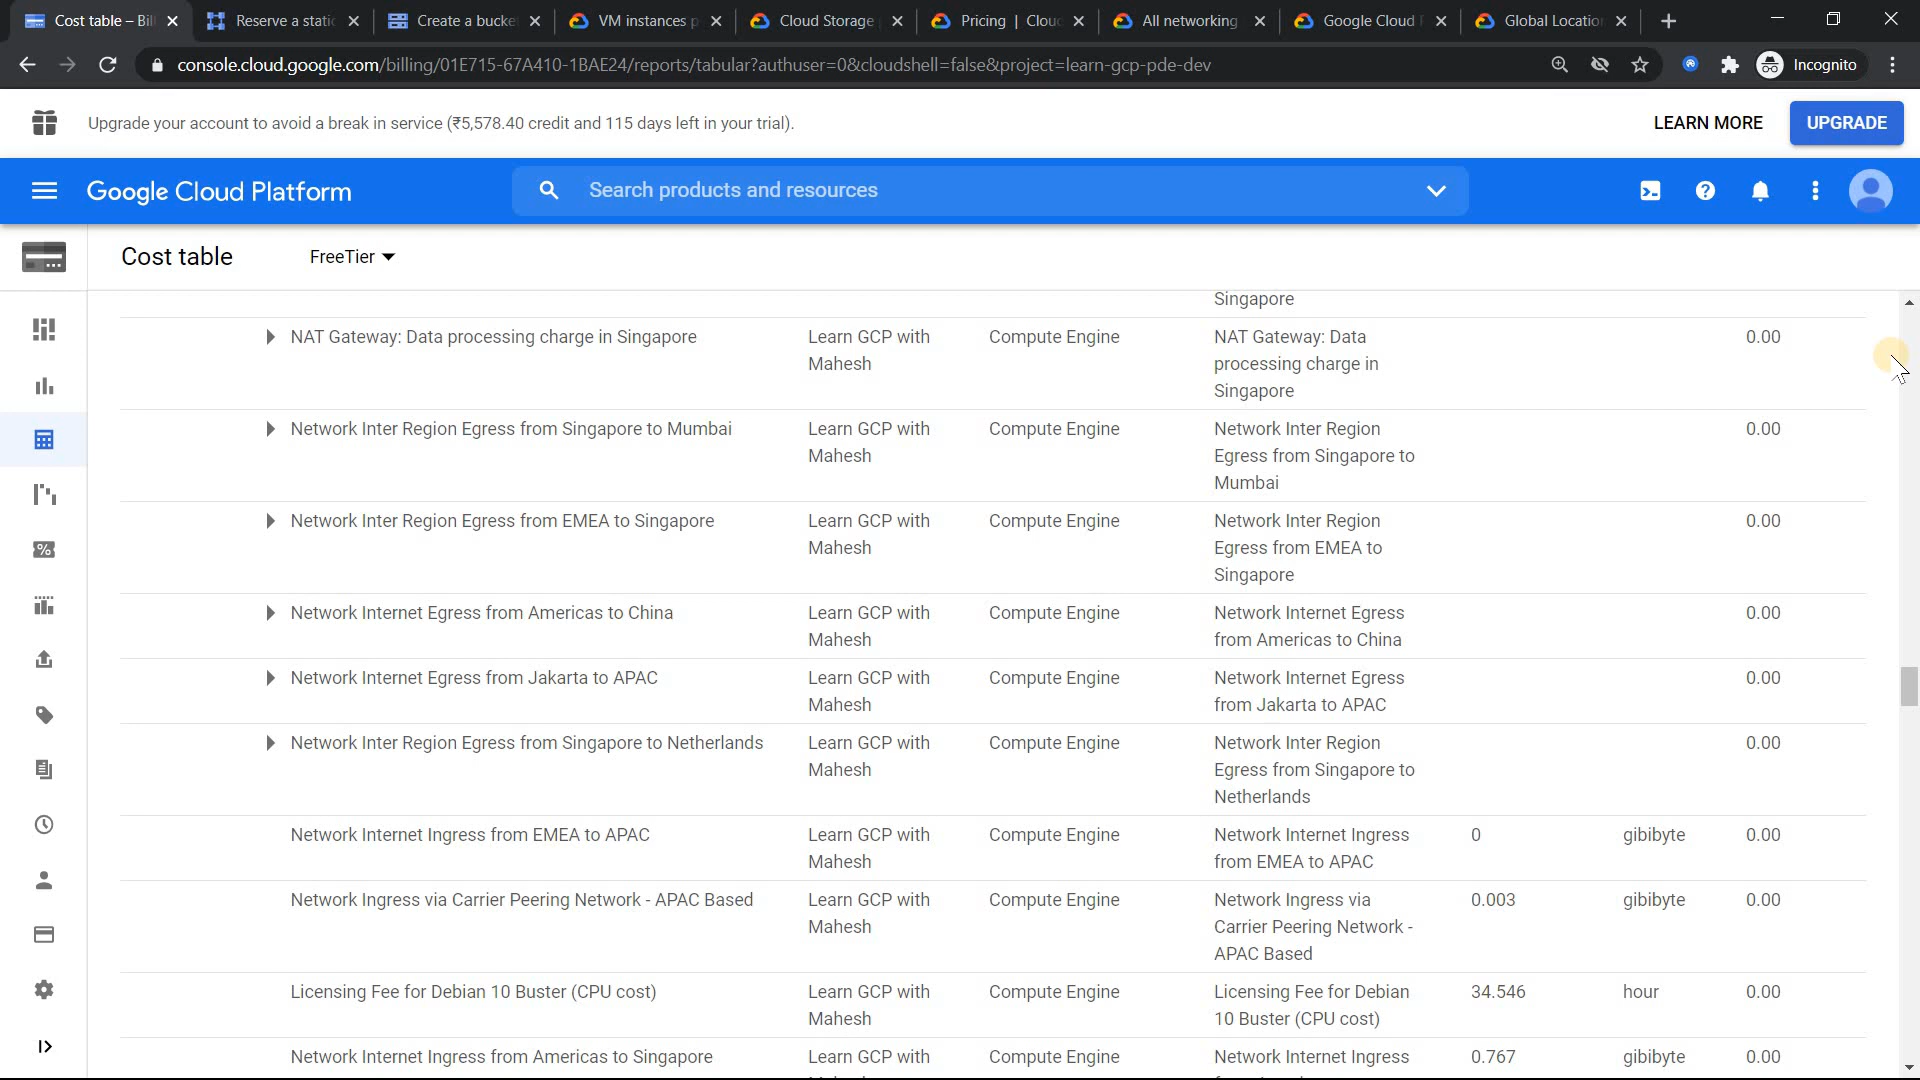 Cost table – Bil
Reserve a static
Create a bucket
VM instances p
Cloud Storage
Pricing | Clou
All networking
Google Cloud
Global Locatio
console.cloud.google.com/billing/01E715-67A410-1BAE24/reports/tabular?authuser=0&cloudshell=false&project=learn-gcp-pde-dev
Incognito
Upgrade your account to avoid a break in service (₹5,578.40 credit and 115 days left in your trial).
LEARN MORE
UPGRADE
Google Cloud Platform
Search products and resources
Cost table
FreeTier
Singapore
NAT Gateway: Data processing charge in Singapore
Learn GCP with
Mahesh
Compute Engine
NAT Gateway: Data
processing charge in
Singapore
0.00
Network Inter Region Egress from Singapore to Mumbai
Learn GCP with
Mahesh
Compute Engine
Network Inter Region
Egress from Singapore to
Mumbai
0.00
Network Inter Region Egress from EMEA to Singapore
Learn GCP with
Mahesh
Compute Engine
Network Inter Region
Egress from EMEA to
Singapore
0.00
Network Internet Egress from Americas to China
Learn GCP with
Mahesh
Compute Engine
Network Internet Egress
from Americas to China
0.00
Network Internet Egress from Jakarta to APAC
Learn GCP with
Mahesh
Compute Engine
Network Internet Egress
from Jakarta to APAC
0.00
Network Inter Region Egress from Singapore to Netherlands
Learn GCP with
Mahesh
Compute Engine
Network Inter Region
Egress from Singapore to
Netherlands
0.00
Network Internet Ingress from EMEA to APAC
Learn GCP with
Mahesh
Compute Engine
Network Internet Ingress
from EMEA to APAC
0
gibibyte
0.00
Network Ingress via Carrier Peering Network - APAC Based
Learn GCP with
Mahesh
Compute Engine
Network Ingress via
Carrier Peering Network -
APAC Based
0.003
gibibyte
0.00
Licensing Fee for Debian 10 Buster (CPU cost)
Learn GCP with
Mahesh
Compute Engine
Licensing Fee for Debian
10 Buster (CPU cost)
34.546
hour
0.00
Network Internet Ingress from Americas to Singapore
Learn GCP with
Compute Engine
Network Internet Ingress
0.767
gibibyte
0.00